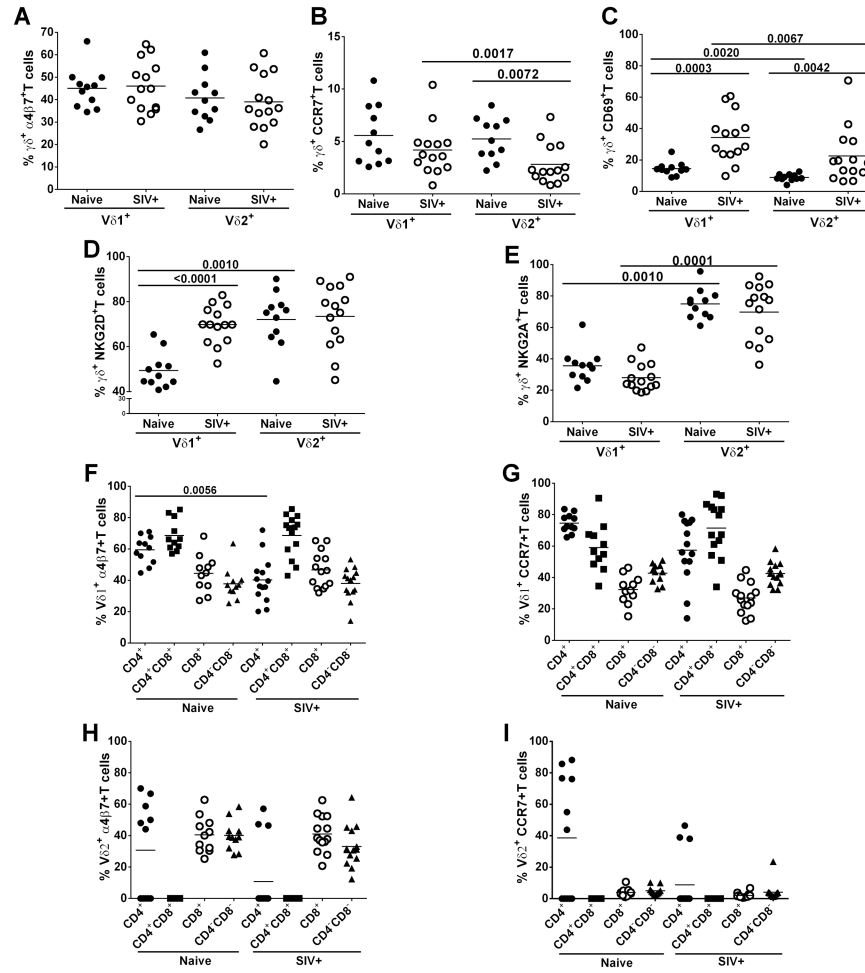 A
% γδ⁺ α4β7⁺T cells
70
60
50
40
30
20
10
0
Naive SIV+ Naive SIV+
Vδ1⁺ Vδ2⁺
B
% γδ⁺ CCR7⁺T cells
15
10
5
0
0.0017
0.0072
Naive SIV+ Naive SIV+
Vδ1⁺ Vδ2⁺
C
% γδ⁺ CD69⁺T cells
100
80
60
40
20
0
0.0067
0.0020
0.0003 0.0042
Naive SIV+ Naive SIV+
Vδ1⁺ Vδ2⁺
D
% γδ⁺ NKG2D⁺T cells
100
80
60
40
30
0
0.0010
<0.0001
Naive SIV+ Naive SIV+
Vδ1⁺ Vδ2⁺
E
% γδ⁺ NKG2A⁺T cells
100
80
60
40
20
0
0.0001
0.0010
Naive SIV+ Naive SIV+
Vδ1⁺ Vδ2⁺
F
% Vδ1⁺ α4β7+T cells
100
80
60
40
20
0
0.0056
CD4⁺ CD4⁺CD8⁺ CD8⁺ CD4⁻CD8⁻ CD4⁺ CD4⁺CD8⁺ CD8⁺ CD4⁻CD8⁻
Naive SIV+
G
% Vδ1⁺ CCR7+T cells
100
80
60
40
20
0
CD4⁺ CD4⁺CD8⁺ CD8⁺ CD4⁻CD8⁻ CD4⁺ CD4⁺CD8⁺ CD8⁺ CD4⁻CD8⁻
Naive SIV+
H
% Vδ2⁺ α4β7+T cells
100
80
60
40
20
0
CD4⁺ CD4⁺CD8⁺ CD8⁺ CD4⁻CD8⁻ CD4⁺ CD4⁺CD8⁺ CD8⁺ CD4⁻CD8⁻
Naive SIV+
I
% Vδ2⁺ CCR7+T cells
100
80
60
40
20
0
CD4⁺ CD4⁺CD8⁺ CD8⁺ CD4⁻CD8⁻ CD4⁺ CD4⁺CD8⁺ CD8⁺ CD4⁻CD8⁻
Naive SIV+